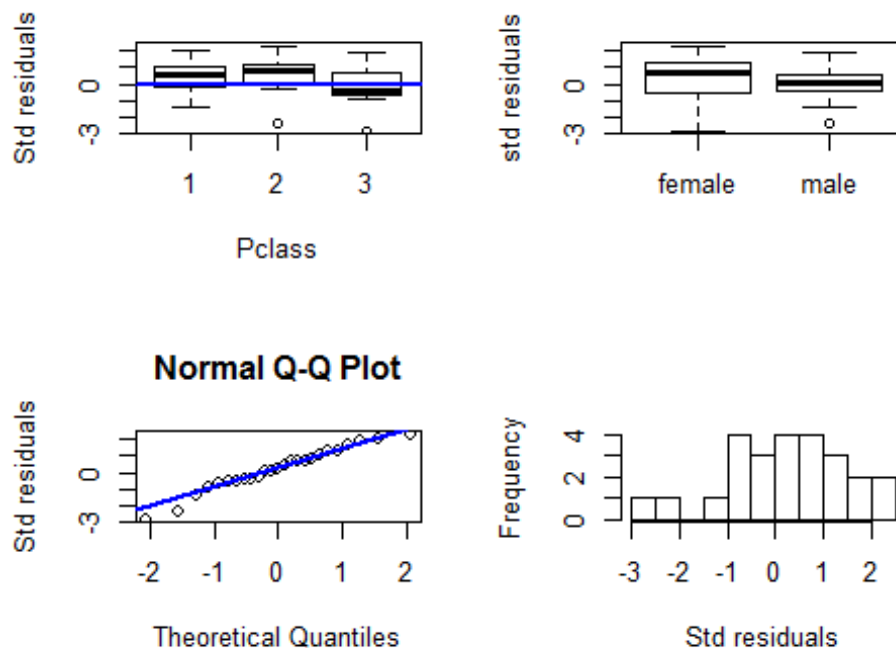 Std residuals
0
-3
1
2
3
Pclass
std residuals
0
-3
female
male
Normal Q-Q Plot
Std residuals
0
-3
-2
-1
0
1
2
Theoretical Quantiles
Frequency
4
2
0
-3
-2
-1
0
1
2
Std residuals